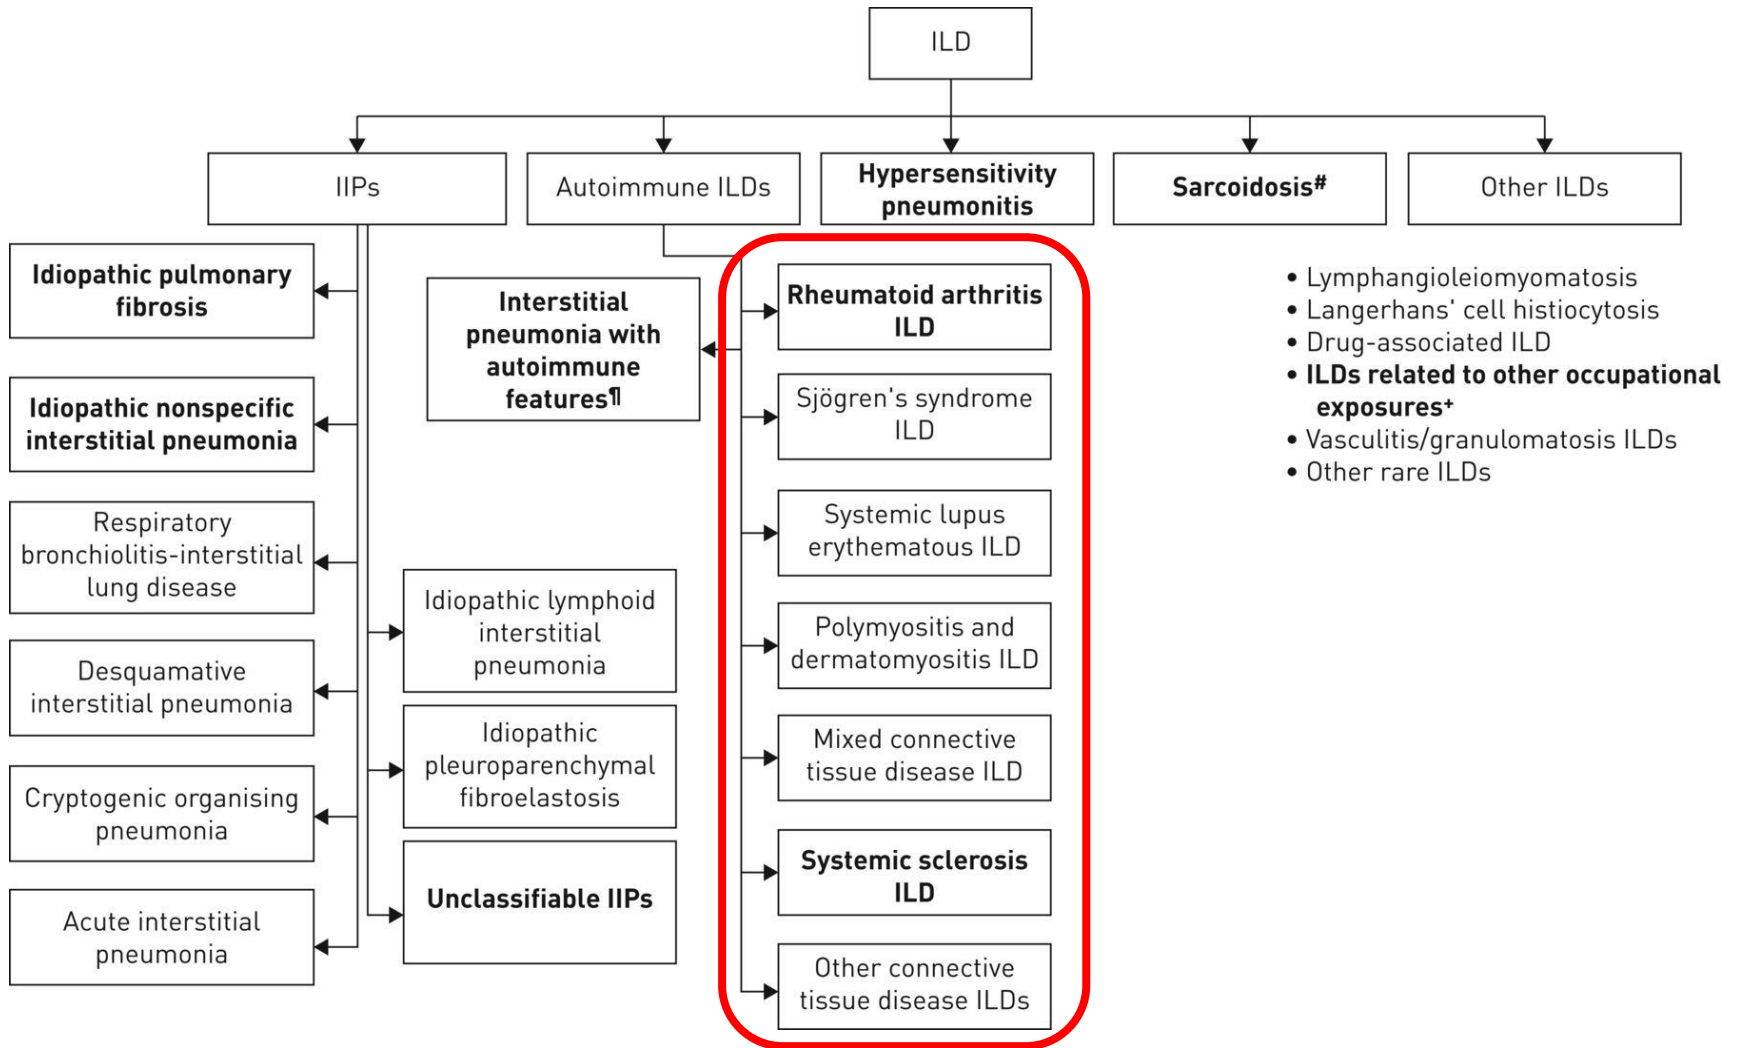 ILD
IIPs
Autoimmune ILDs
Hypersensitivity
pneumonitis
Sarcoidosis#
Other ILDs
Idiopathic pulmonary
fibrosis
Idiopathic nonspecific
interstitial pneumonia
Respiratory
bronchiolitis-interstitial
lung disease
Desquamative
interstitial pneumonia
Cryptogenic organising
pneumonia
Acute interstitial
pneumonia
Idiopathic lymphoid
interstitial
pneumonia
Idiopathic
pleuroparenchymal
fibroelastosis
Unclassifiable IIPs
Interstitial
pneumonia with
autoimmune
features¶
Rheumatoid arthritis
ILD
Sjögren's syndrome
ILD
Systemic lupus
erythematous ILD
Polymyositis and
dermatomyositis ILD
Mixed connective
tissue disease ILD
Systemic sclerosis
ILD
Other connective
tissue disease ILDs
• Lymphangioleiomyomatosis
• Langerhans' cell histiocytosis
• Drug-associated ILD
• ILDs related to other occupational
exposures+
• Vasculitis/granulomatosis ILDs
• Other rare ILDs